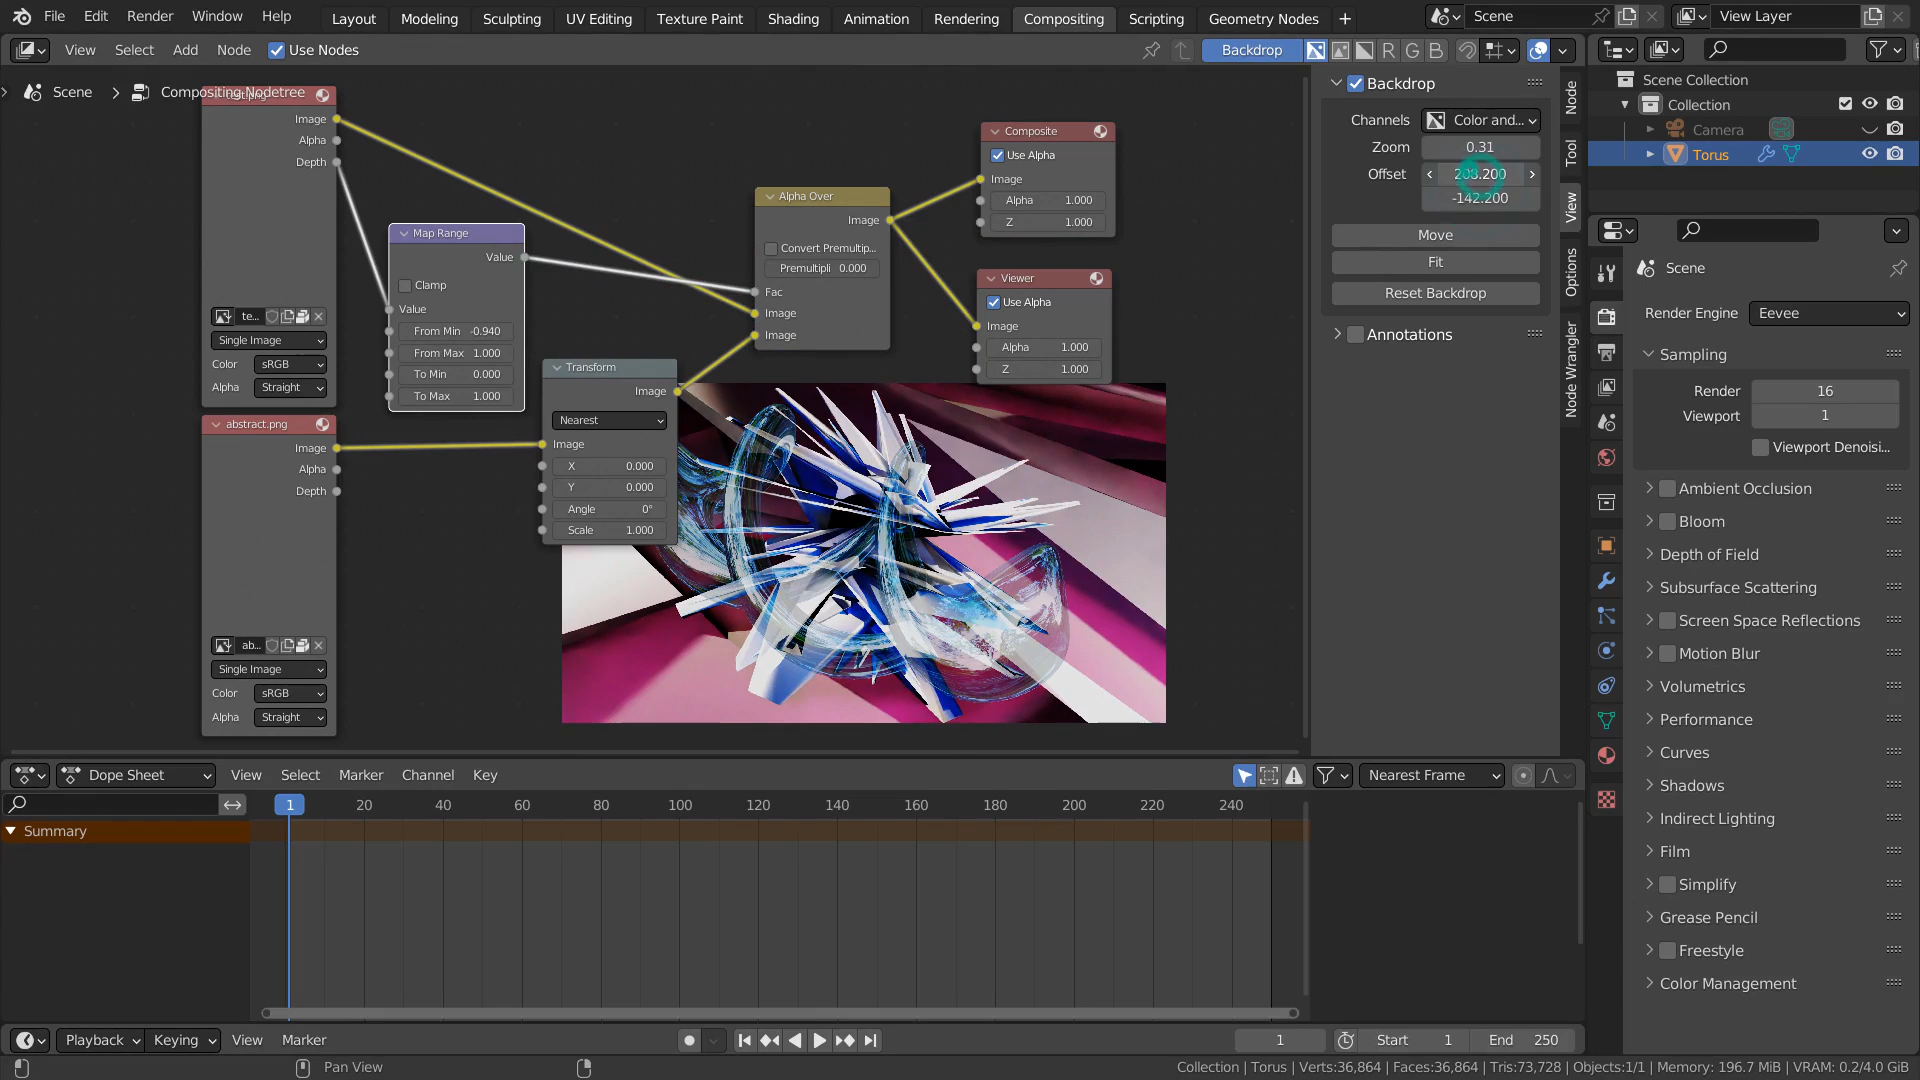 File Edit Render Window Help
Layout Modeling Sculpting UV Editing Texture Paint Shading Animation Rendering Compositing Scripting Geometry Nodes +
Scene
View Layer
View Select Add Node Use Nodes
Backdrop
R G B
Scene > Compositing Nodetree
Image
Alpha
Depth
te...
Single Image
Color sRGB
Alpha Straight
abstract.png
Image
Alpha
Depth
ab...
Single Image
Color sRGB
Alpha Straight
Map Range
Value
Clamp
Value
From Min -0.940
From Max 1.000
To Min 0.000
To Max 1.000
Transform
Image
Nearest
Image
X 0.000
Y 0.000
Angle 0°
Scale 1.000
Alpha Over
Image
Convert Premultip...
Premultipli 0.000
Fac
Image
Image
Composite
Use Alpha
Image
Alpha 1.000
Z 1.000
Viewer
Use Alpha
Image
Alpha 1.000
Z 1.000
Backdrop
Channels Color and...
Zoom 0.31
Offset 208.200
-142.200
Move
Fit
Reset Backdrop
Annotations
Node
Tool
View
Options
Node Wrangler
Scene Collection
Collection
Camera
Torus
Scene
Render Engine Eevee
Sampling
Render 16
Viewport 1
Viewport Denoisi...
Ambient Occlusion
Bloom
Depth of Field
Subsurface Scattering
Screen Space Reflections
Motion Blur
Volumetrics
Performance
Curves
Shadows
Indirect Lighting
Film
Simplify
Grease Pencil
Freestyle
Color Management
Dope Sheet View Select Marker Channel Key
Nearest Frame
1 20 40 60 80 100 120 140 160 180 200 220 240
Summary
Playback Keying View Marker
1 Start 1 End 250
Pan View
Collection | Torus | Verts:36,864 | Faces:36,864 | Tris:73,728 | Objects:1/1 | Memory: 196.7 MiB | VRAM: 0.2/4.0 GiB